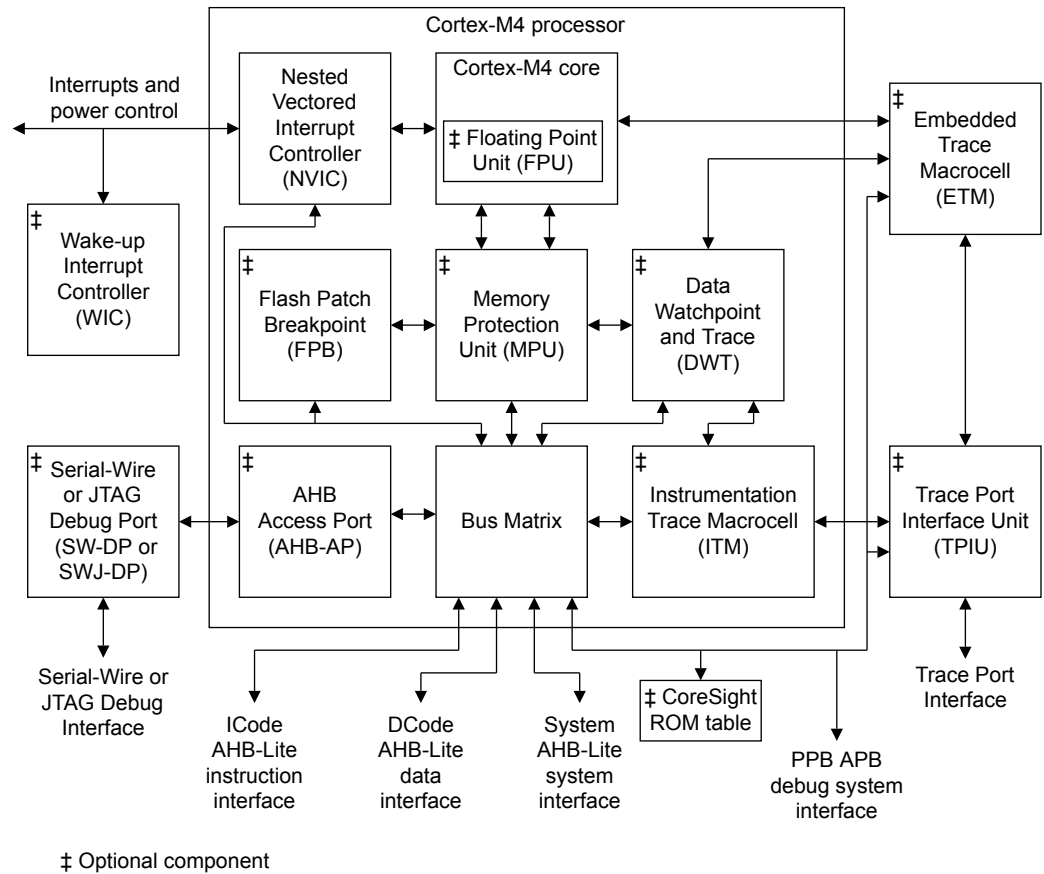 Cortex-M4 processor
Interrupts and
power control
Nested
Vectored
Interrupt
Controller
(NVIC)
Cortex-M4 core
‡ Floating Point
Unit (FPU)
‡
Embedded
Trace
Macrocell
(ETM)
‡
Wake-up
Interrupt
Controller
(WIC)
‡
Flash Patch
Breakpoint
(FPB)
‡
Memory
Protection
Unit (MPU)
‡
Data
Watchpoint
and Trace
(DWT)
‡
Serial-Wire
or JTAG
Debug Port
(SW-DP or
SWJ-DP)
‡
AHB
Access Port
(AHB-AP)
Bus Matrix
‡
Instrumentation
Trace Macrocell
(ITM)
‡
Trace Port
Interface Unit
(TPIU)
Serial-Wire or
JTAG Debug
Interface
ICode
AHB-Lite
instruction
interface
DCode
AHB-Lite
data
interface
System
AHB-Lite
system
interface
‡ CoreSight
ROM table
PPB APB
debug system
interface
Trace Port
Interface
‡ Optional component